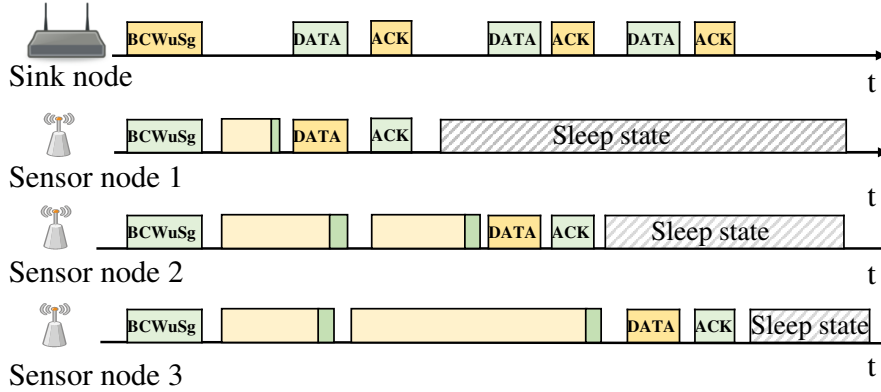 BCWuSg DATA ACK DATA ACK DATA ACK
Sink node t
BCWuSg DATA ACK Sleep state
Sensor node 1 t
BCWuSg DATA ACK Sleep state
Sensor node 2 t
BCWuSg DATA ACK Sleep state
Sensor node 3 t